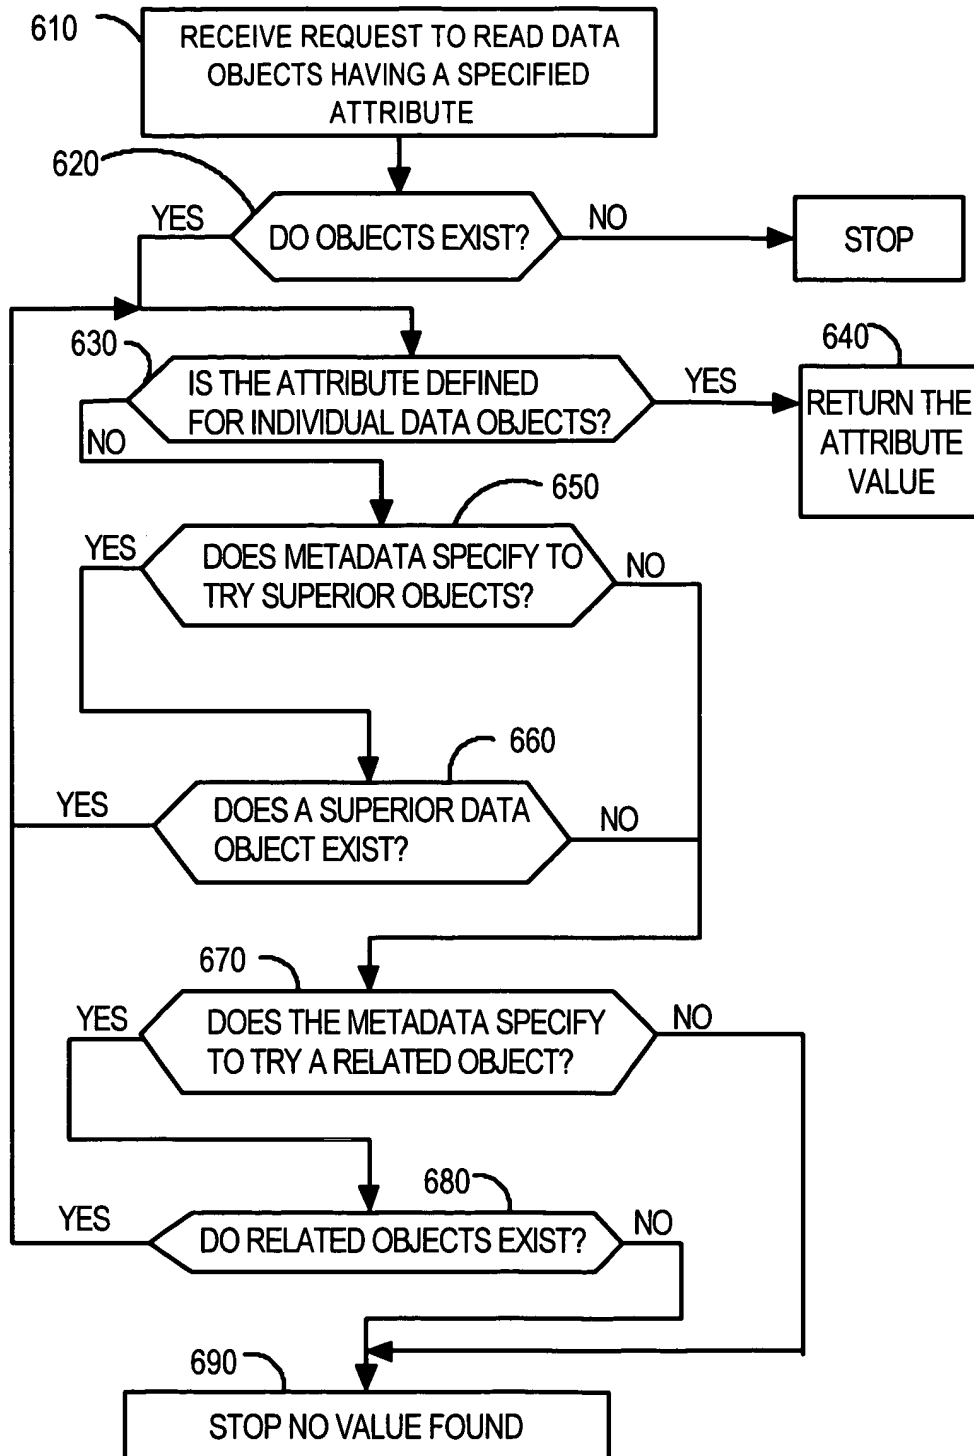 610
RECEIVE REQUEST TO READ DATA
OBJECTS HAVING A SPECIFIED
ATTRIBUTE
620
YES
DO OBJECTS EXIST?
NO
STOP
630
IS THE ATTRIBUTE DEFINED
FOR INDIVIDUAL DATA OBJECTS?
YES
640
RETURN THE
ATTRIBUTE
VALUE
NO
650
YES
DOES METADATA SPECIFY TO
TRY SUPERIOR OBJECTS?
NO
660
YES
DOES A SUPERIOR DATA
OBJECT EXIST?
NO
670
YES
DOES THE METADATA SPECIFY
TO TRY A RELATED OBJECT?
NO
680
YES
DO RELATED OBJECTS EXIST?
NO
690
STOP NO VALUE FOUND